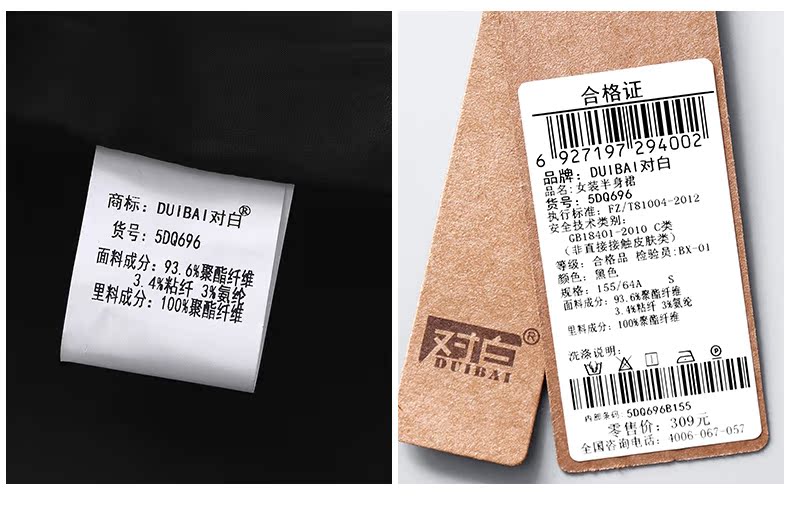 商标：DUIBAI对白®
货号：5DQ696
面料成分：93.6%聚酯纤维
3.4%粘纤 3%氨纶
里料成分：100%聚酯纤维
合格证
6 927197 294002
品牌：DUIBAI对白
品名：女装半身裙
货号：5DQ696
执行标准：FZ/T81004-2012
安全技术类别：
GB18401-2010 C类
（非直接接触皮肤类）
等级：合格品 检验员:BX-01
颜色：黑色
规格：155/64A S
面料成分：93.6%聚酯纤维
3.4%粘纤 3%氨纶
里料成分：100%聚酯纤维
洗涤说明：
内部条码：5DQ696B155
零售价：309元
全国咨询电话：4006-067-057
对白®
DUIBAI